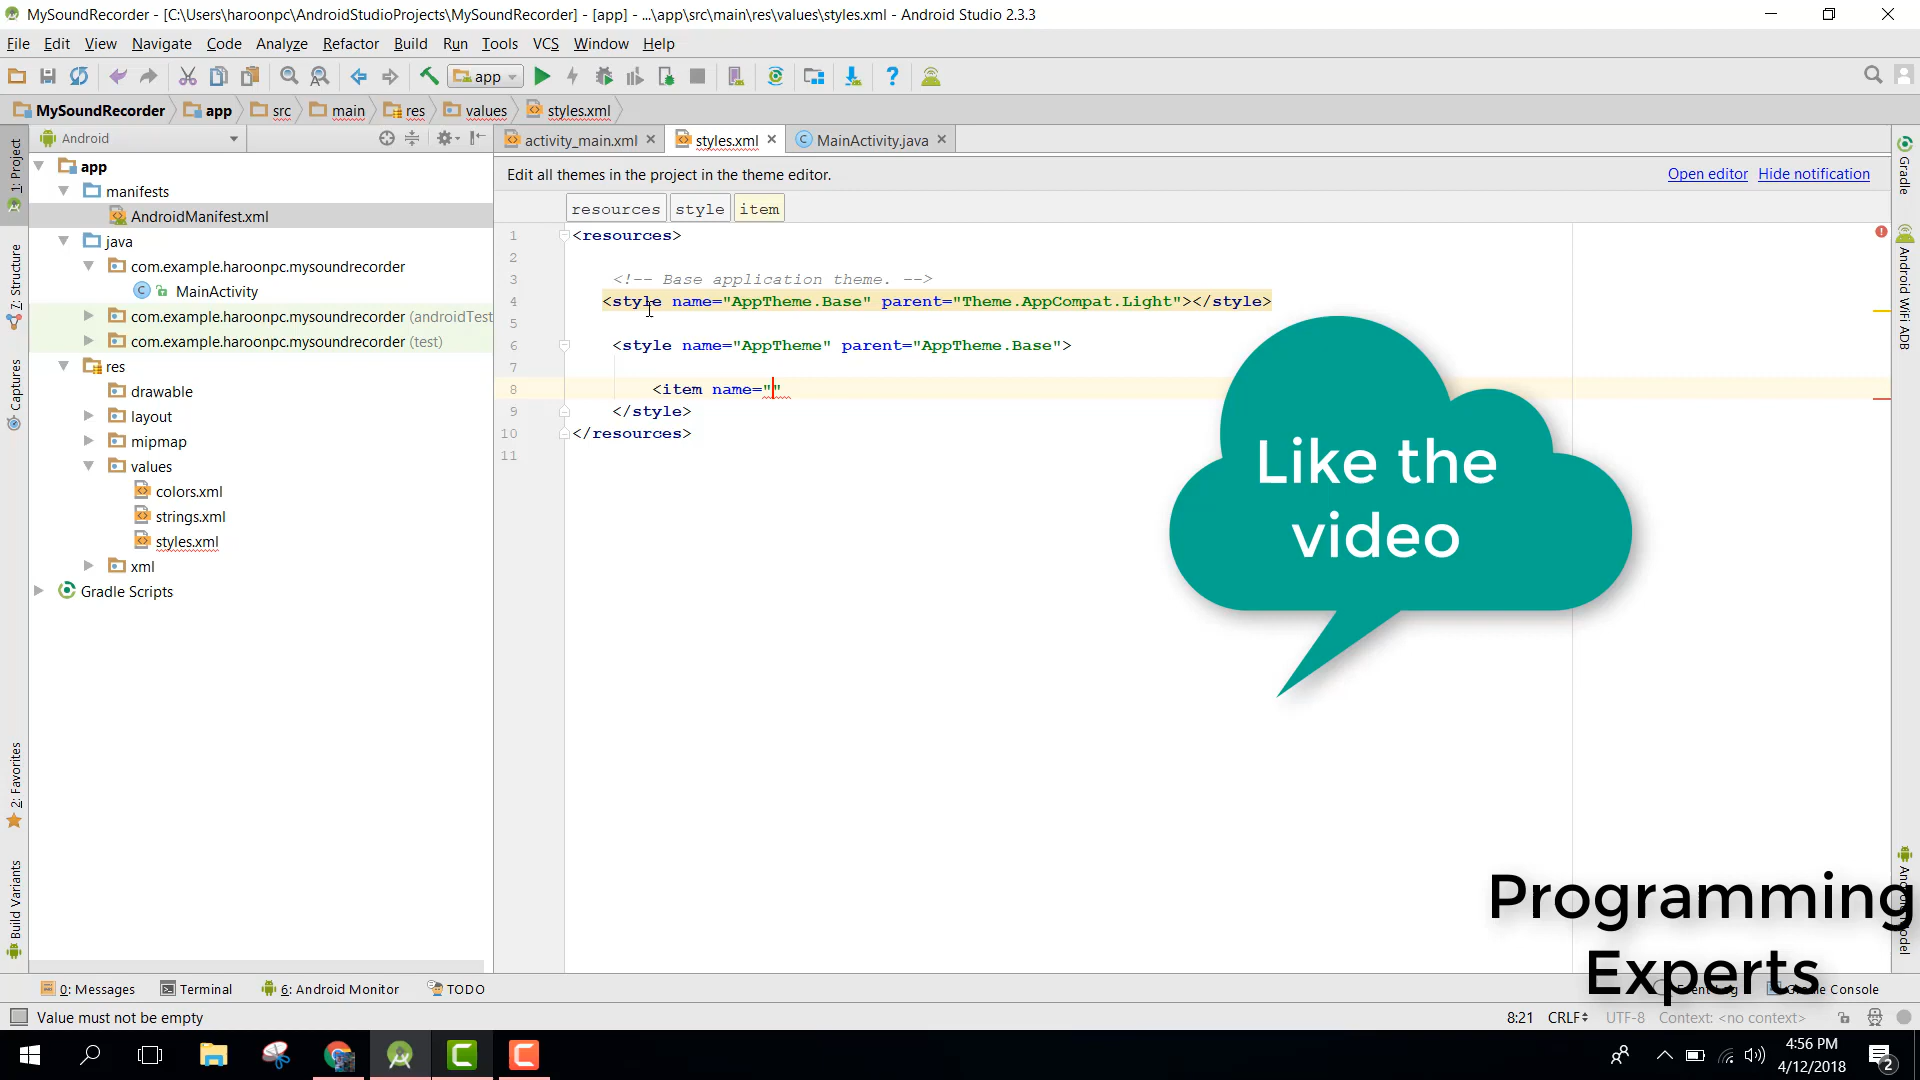 MySoundRecorder - [C:\Users\haroonpc\AndroidStudioProjects\MySoundRecorder] - [app] - ...\app\src\main\res\values\styles.xml - Android Studio 2.3.3
File Edit View Navigate Code Analyze Refactor Build Run Tools VCS Window Help
app
MySoundRecorder app src main res values styles.xml
Android
activity_main.xml styles.xml MainActivity.java
Edit all themes in the project in the theme editor. Open editor Hide notification
resources style item
1: Project
7: Structure
Captures
2: Favorites
Build Variants
app
manifests
AndroidManifest.xml
java
com.example.haroonpc.mysoundrecorder
MainActivity
com.example.haroonpc.mysoundrecorder (androidTest
com.example.haroonpc.mysoundrecorder (test)
res
drawable
layout
mipmap
values
colors.xml
strings.xml
styles.xml
xml
Gradle Scripts
1 <resources>
2
3 <!-- Base application theme. -->
4 <style name="AppTheme.Base" parent="Theme.AppCompat.Light"></style>
5
6 <style name="AppTheme" parent="AppTheme.Base">
7
8 <item name=""
9 </style>
10 </resources>
11
Like the
video
Programming
Experts
Gradle
Android WiFi ADB
0: Messages Terminal 6: Android Monitor TODO Gradle Console
Value must not be empty 8:21 CRLF UTF-8 Context: <no context>
4:56 PM
4/12/2018
2